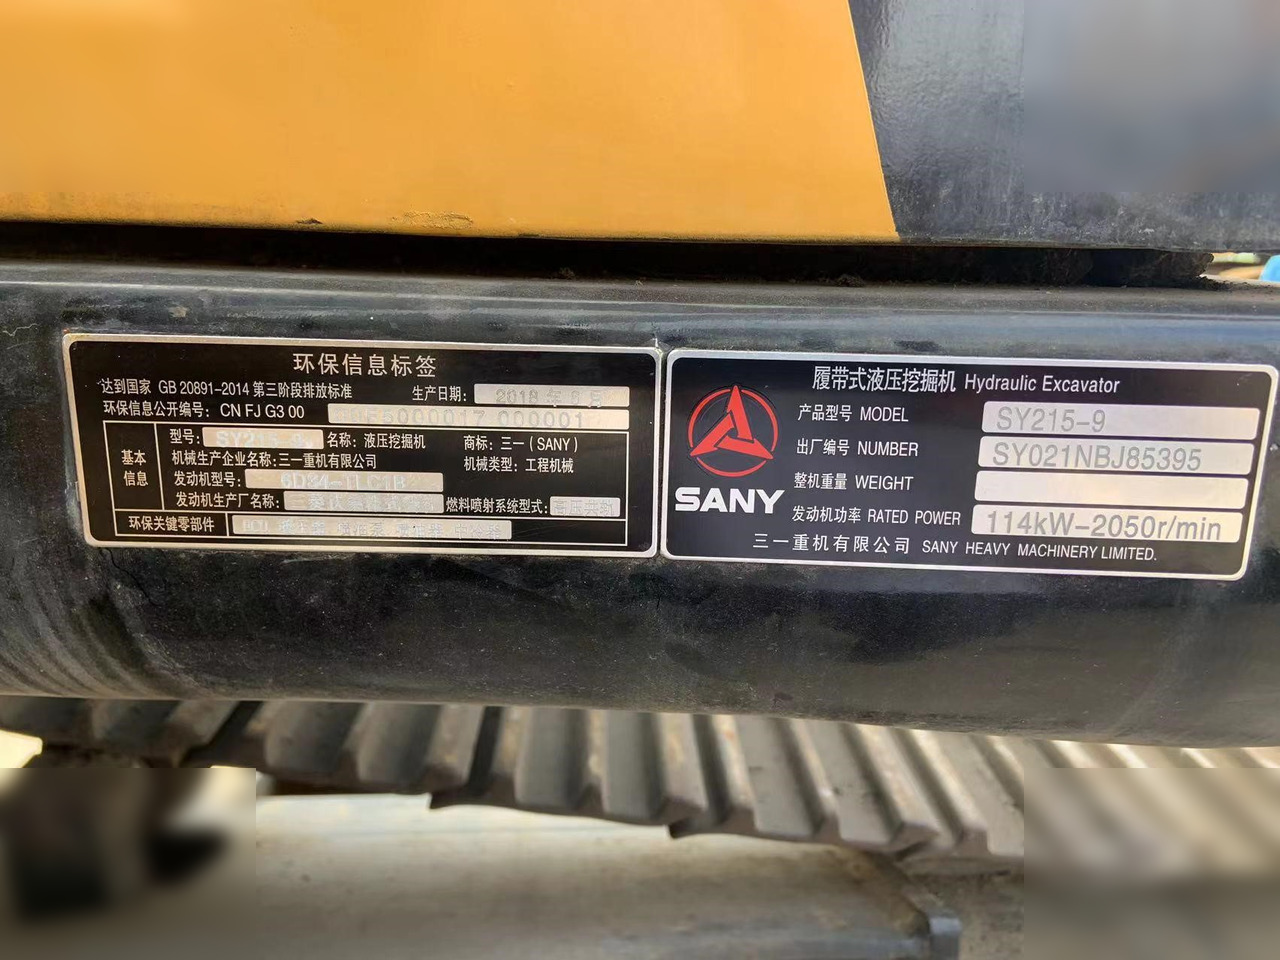 环保信息标签
达到国家 GB 20891-2014 第三阶段排放标准 生产日期: 2018 年
环保信息公开编号: CN FJ G3 00 000001
基本信息
型号: 名称: 液压挖掘机 商标: 三一 (SANY)
机械生产企业名称: 三一重机有限公司 机械类型: 工程机械
发动机型号:
发动机生产厂名称: 燃料喷射系统型式: 高压共轨
环保关键零部件
履带式液压挖掘机 Hydraulic Excavator
产品型号 MODEL SY215-9
出厂编号 NUMBER SY021NBJ85395
整机重量 WEIGHT
发动机功率 RATED POWER 114kW-2050r/min
SANY
三一重机有限公司 SANY HEAVY MACHINERY LIMITED.